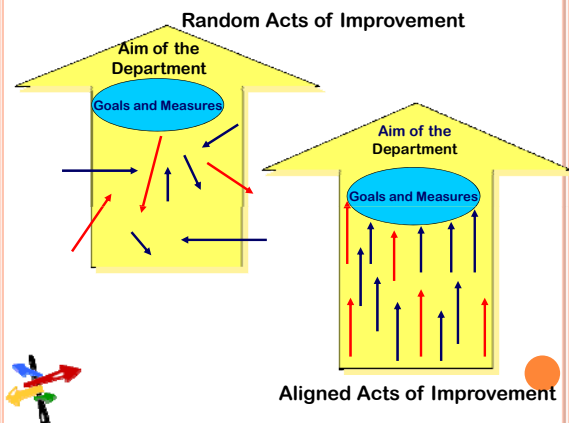 Random Acts of Improvement
Aim of the
Department
Goals and Measures
Aim of the
Department
Goals and Measures
Aligned Acts of Improvement